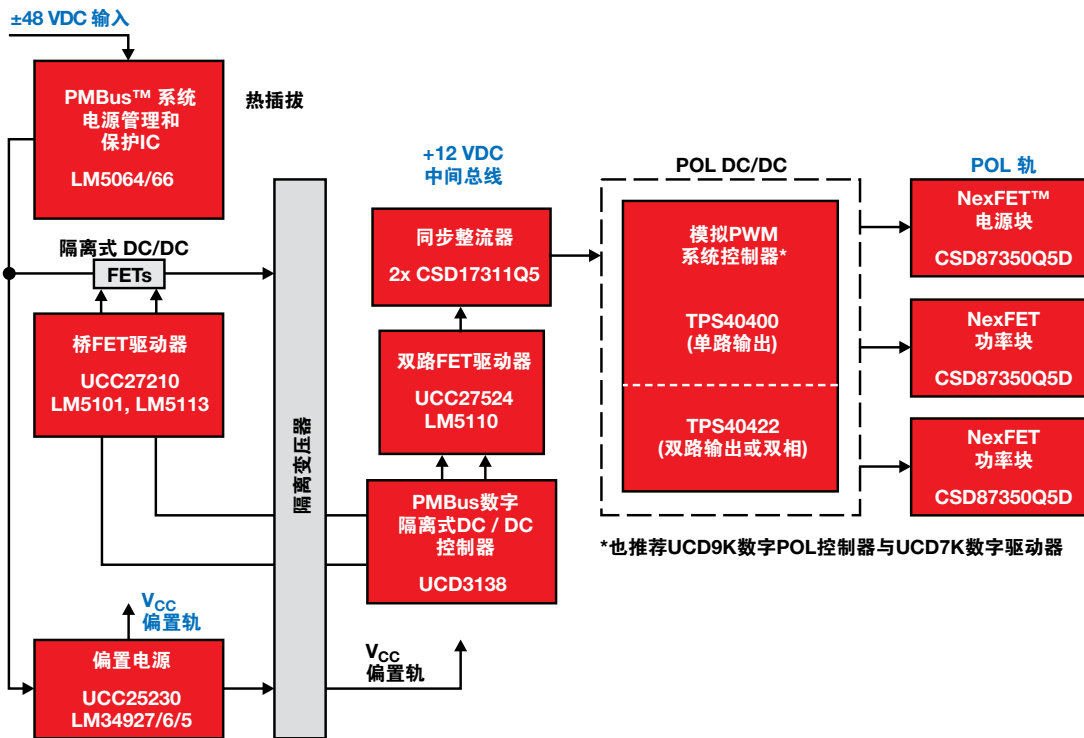 ±48 VDC 输入
PMBus™ 系统
电源管理和
保护IC
LM5064/66
热插拔
隔离式 DC/DC
FETs
桥FET驱动器
UCC27210
LM5101, LM5113
VCC
偏置轨
偏置电源
UCC25230
LM34927/6/5
隔离变压器
+12 VDC
中间总线
同步整流器
2x CSD17311Q5
双路FET驱动器
UCC27524
LM5110
PMBus数字
隔离式DC / DC
控制器
UCD3138
VCC
偏置轨
POL DC/DC
模拟PWM
系统控制器*
TPS40400
(单路输出)
TPS40422
(双路输出或双相)
POL 轨
NexFET™
电源块
CSD87350Q5D
NexFET
功率块
CSD87350Q5D
NexFET
功率块
CSD87350Q5D
*也推荐UCD9K数字POL控制器与UCD7K数字驱动器